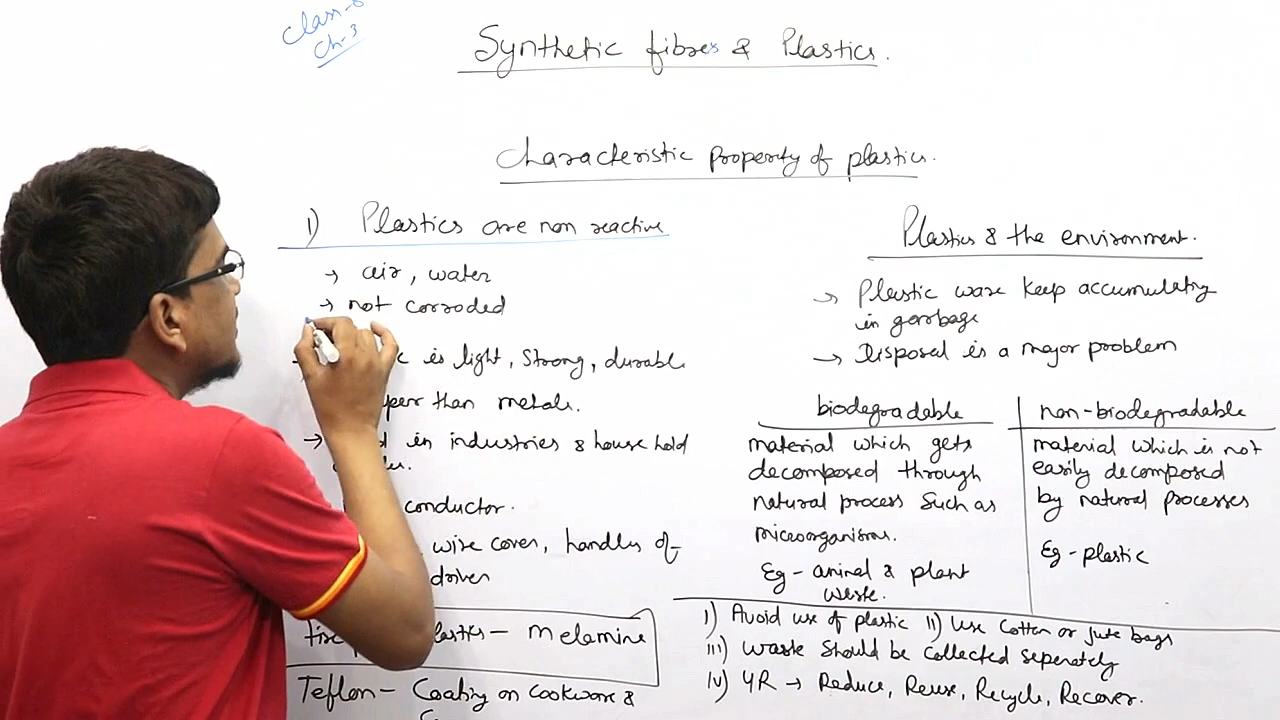 Class-8
Ch-3
Synthetic fibres & Plastics.
Characteristic property of plastics.
1) Plastics are non reactive
→ air, water
→ not corroded
is light, Strong, durable
than metals.
→ in industries & house hold
conductor.
wire cover, handles of
driver
plastics - Melamine
Teflon - Coating on cookware &
Plastics & the environment.
→ Plastic ware keep accumulating
in garbage
→ Disposal is a major problem
biodegradable
material which gets
decomposed through
natural process such as
microorganisms.
Eg - animal & plant
waste.
non-biodegradable
material which is not
easily decomposed
by natural processes
Eg - plastic
I) Avoid use of plastic II) Use Cotton or jute bags
III) waste should be collected seperately
IV) 4R → Reduce, Reuse, Recycle, Recover.